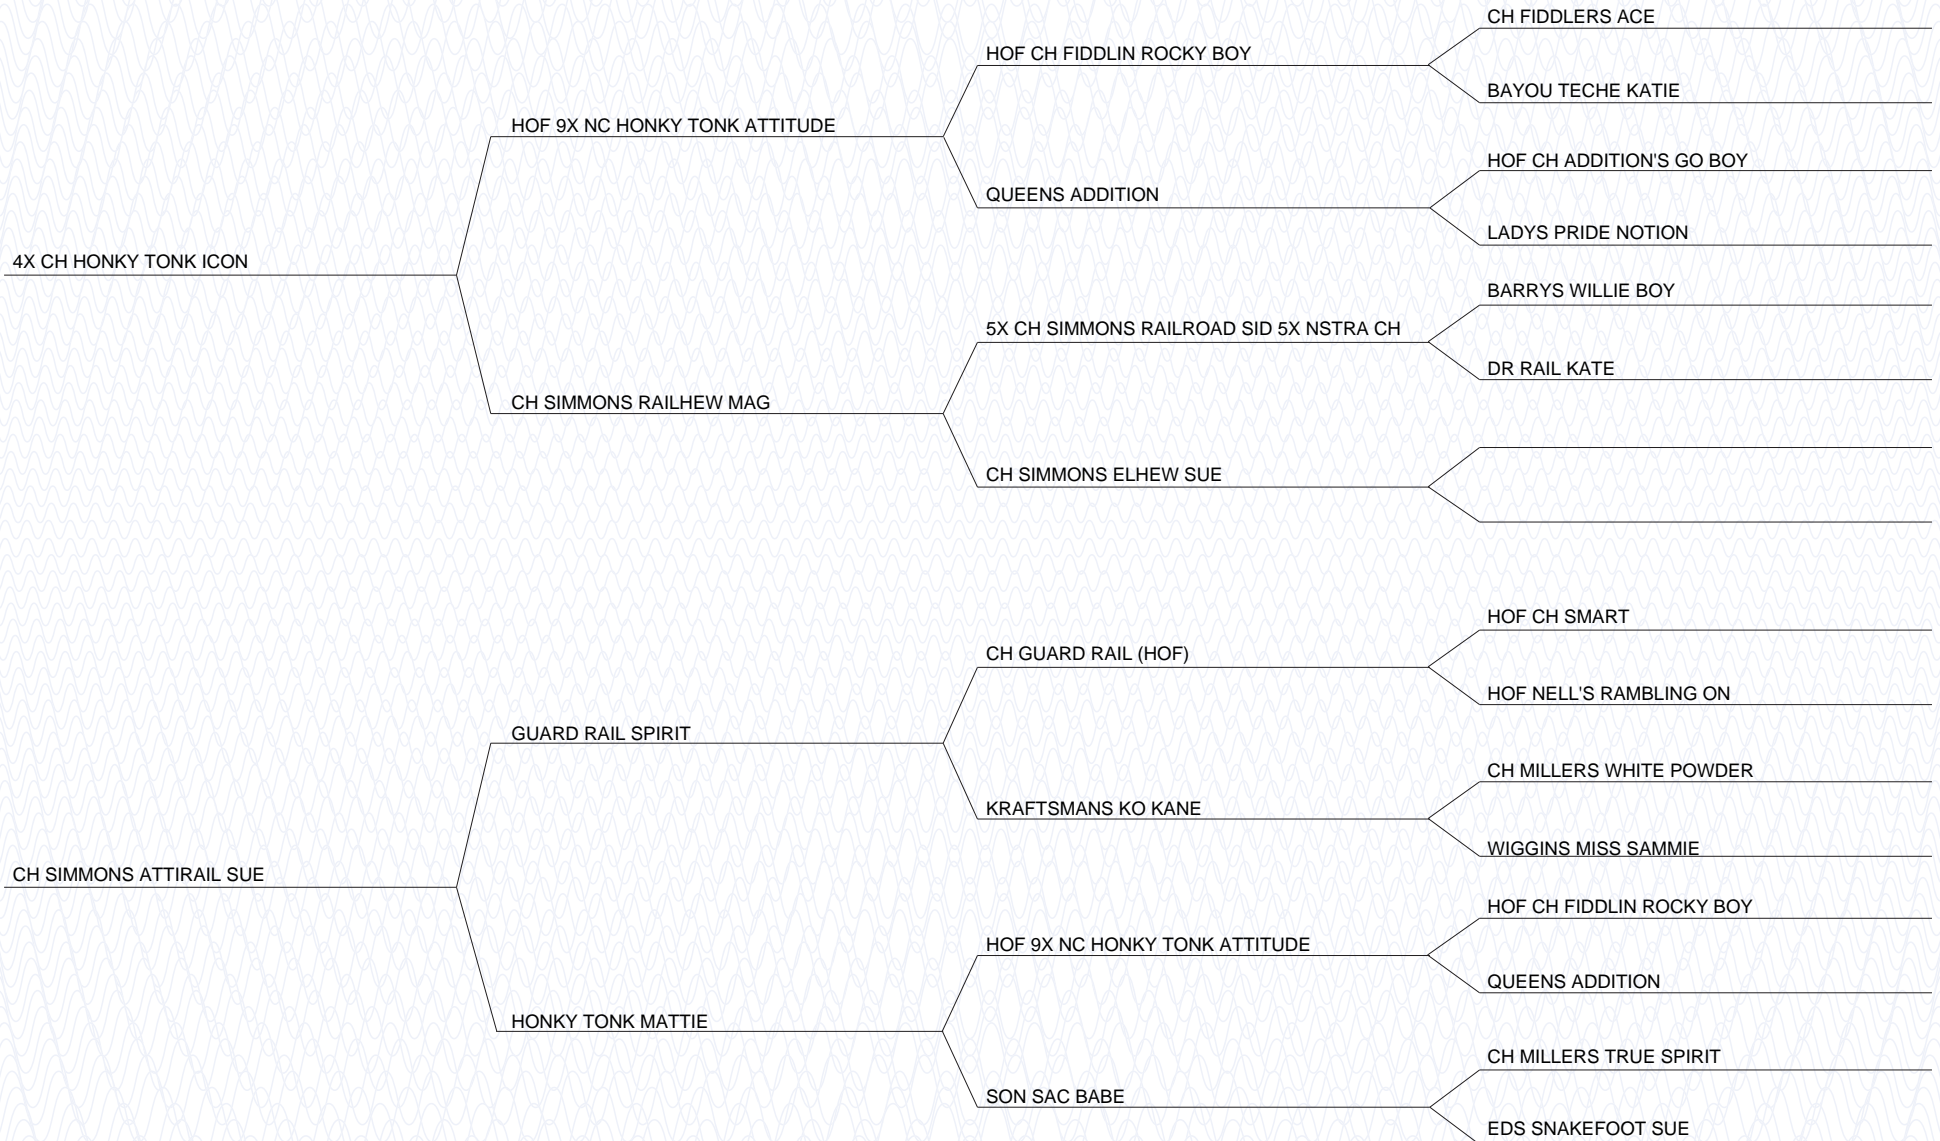 CH FIDDLERS ACE
HOF CH FIDDLIN ROCKY BOY
BAYOU TECHE KATIE
HOF 9X NC HONKY TONK ATTITUDE
HOF CH ADDITION'S GO BOY
QUEENS ADDITION
LADYS PRIDE NOTION
4X CH HONKY TONK ICON
BARRYS WILLIE BOY
5X CH SIMMONS RAILROAD SID 5X NSTRA CH
DR RAIL KATE
CH SIMMONS RAILHEW MAG
CH SIMMONS ELHEW SUE
HOF CH SMART
CH GUARD RAIL (HOF)
HOF NELL'S RAMBLING ON
GUARD RAIL SPIRIT
CH MILLERS WHITE POWDER
KRAFTSMANS KO KANE
WIGGINS MISS SAMMIE
CH SIMMONS ATTIRAIL SUE
HOF CH FIDDLIN ROCKY BOY
HOF 9X NC HONKY TONK ATTITUDE
QUEENS ADDITION
HONKY TONK MATTIE
CH MILLERS TRUE SPIRIT
SON SAC BABE
EDS SNAKEFOOT SUE